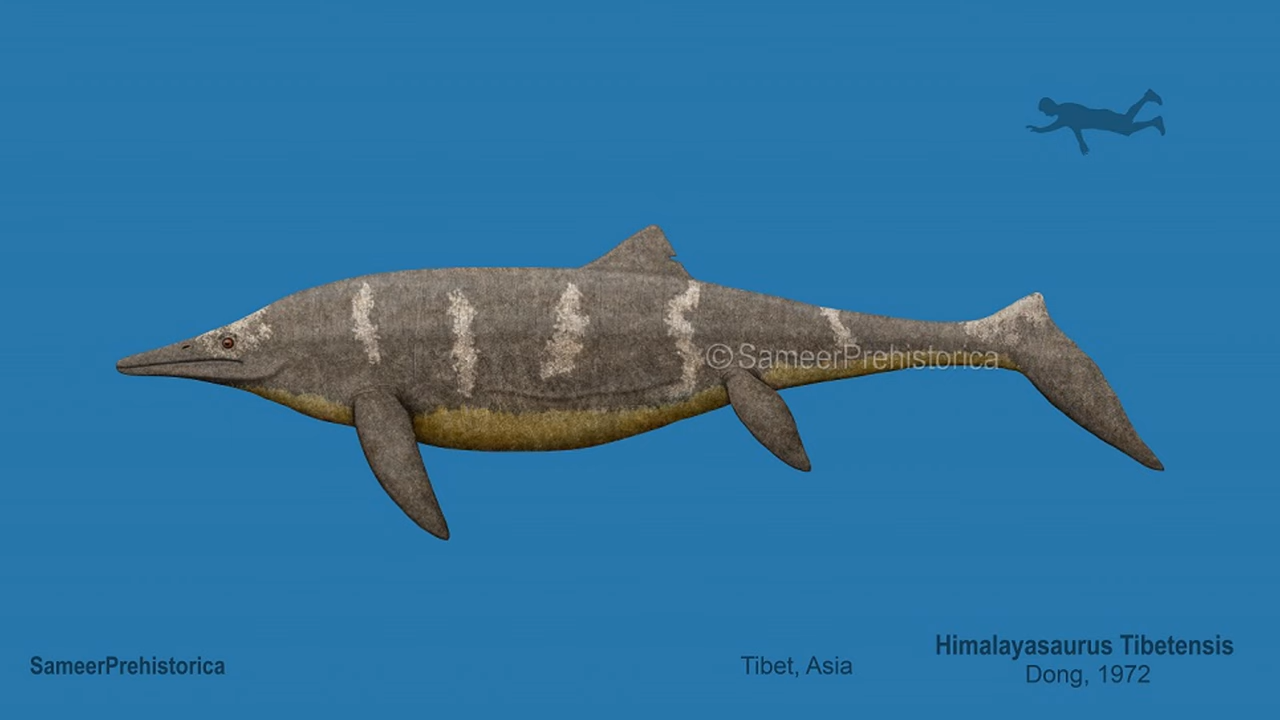 ©SameerPrehistorica
SameerPrehistorica
Tibet, Asia
Himalayasaurus Tibetensis
Dong, 1972